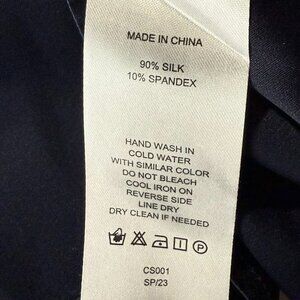 MADE IN CHINA
90% SILK
10% SPANDEX
HAND WASH IN
COLD WATER
WITH SIMILAR COLOR
DO NOT BLEACH
COOL IRON ON
REVERSE SIDE
LINE DRY
DRY CLEAN IF NEEDED
P
CS001
SP/23